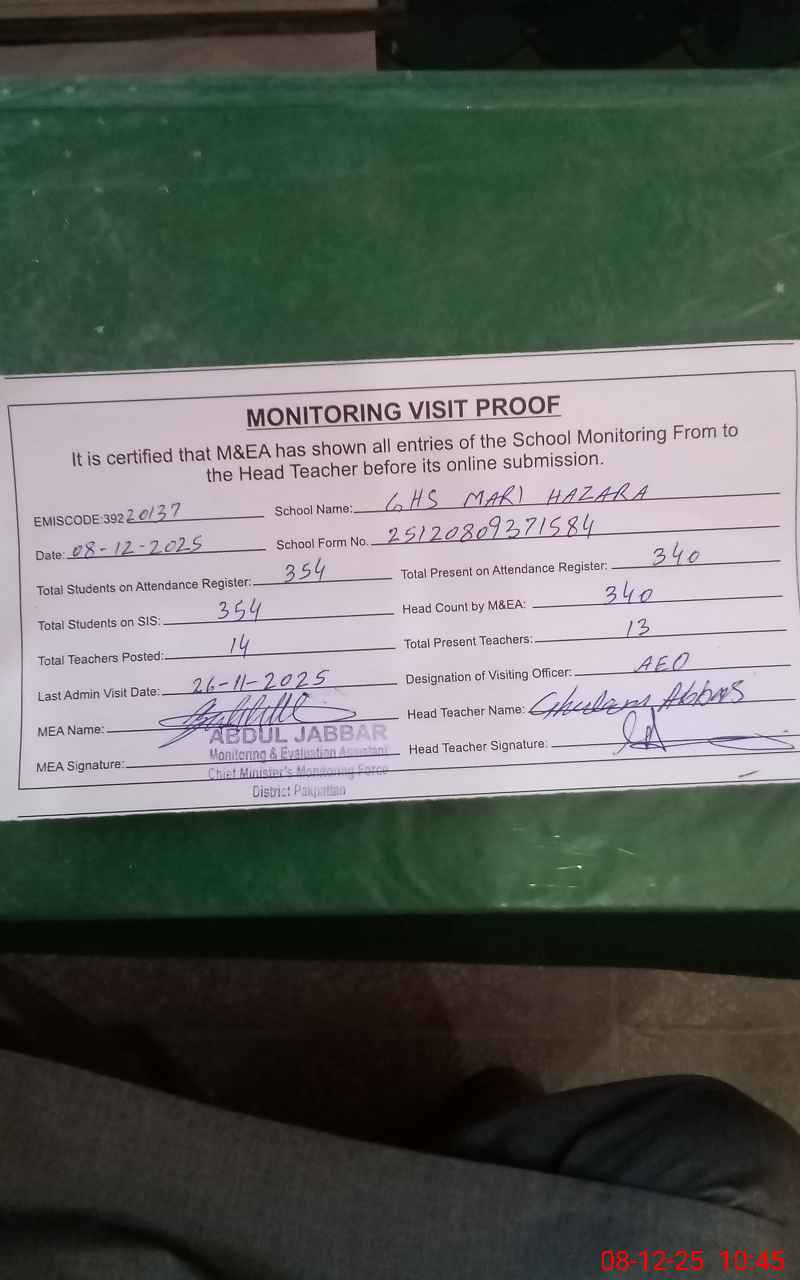 MONITORING VISIT PROOF
It is certified that M&EA has shown all entries of the School Monitoring From to
the Head Teacher before its online submission.
EMISCODE:392 20137 School Name: GHS MARI HAZARA
Date: 08-12-2025 School Form No. 25120809371584
Total Students on Attendance Register: 354 Total Present on Attendance Register: 340
Total Students on SIS: 354 Head Count by M&EA: 340
Total Teachers Posted: 14 Total Present Teachers: 13
Last Admin Visit Date: 26-11-2025 Designation of Visiting Officer: AEO
MEA Name: Head Teacher Name: Ghulam Abbas
ABDUL JABBAR
Monitoring & Evaluation Assistant
MEA Signature: Head Teacher Signature:
Chief Minister's Monitoring Force
District Pakpattan
08-12-25 10:45